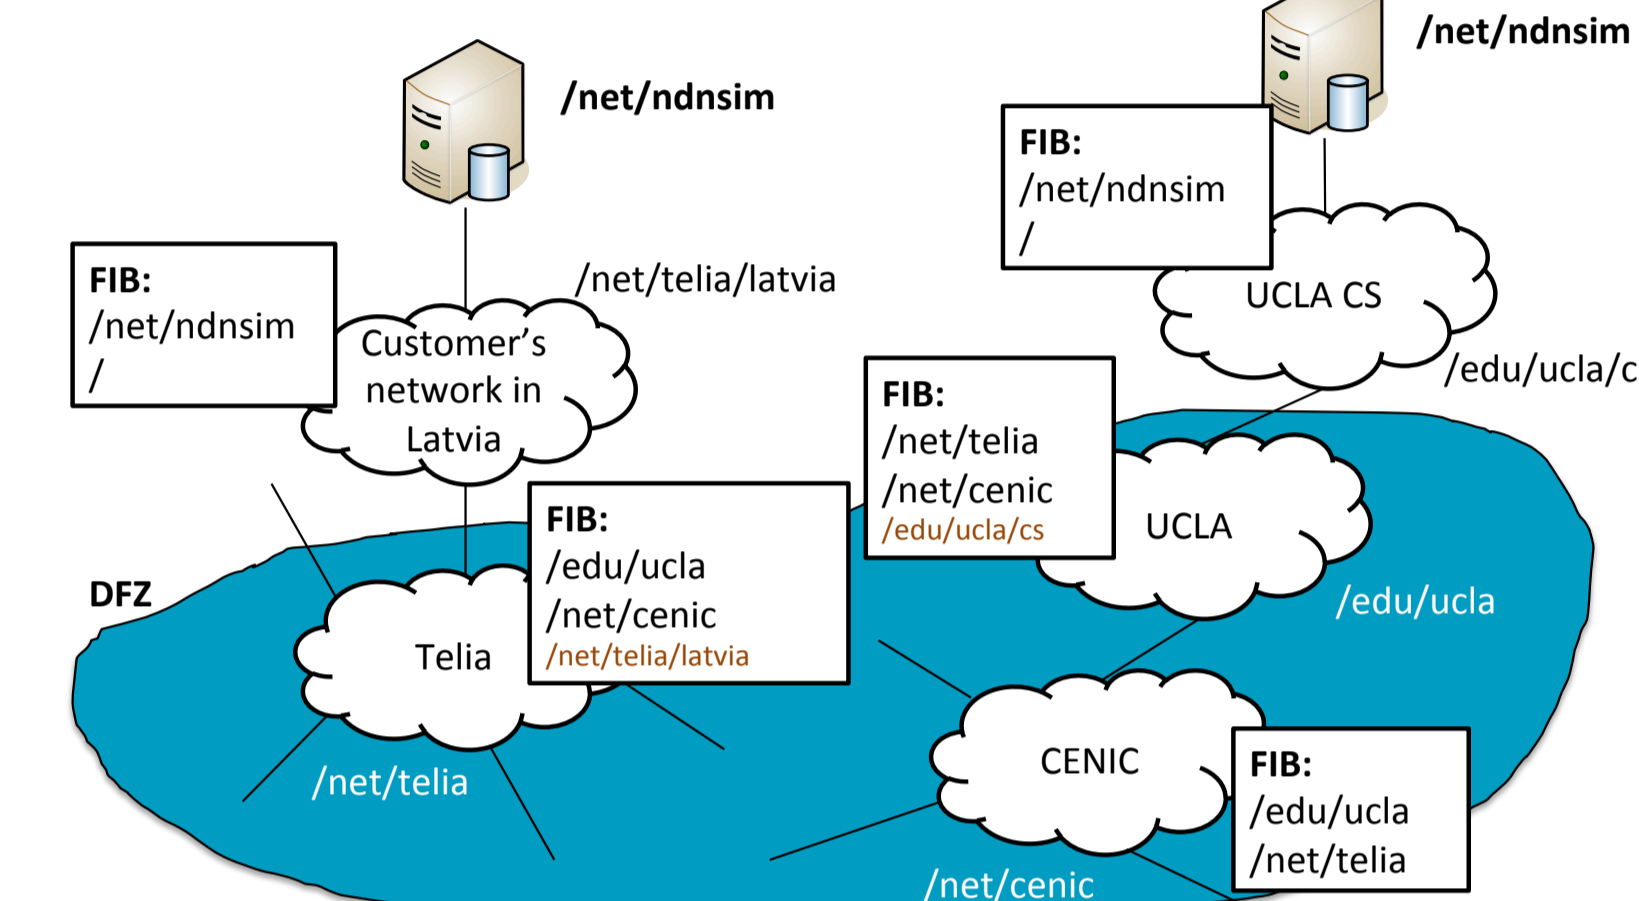 /net/ndnsim
/net/ndnsim
FIB:
/net/ndnsim
/
UCLA CS
/edu/ucla/c
/net/telia/latvia
FIB:
/net/ndnsim
/
Customer’s
network in
Latvia
FIB:
/net/telia
/net/cenic
/edu/ucla/cs
UCLA
/edu/ucla
DFZ
FIB:
/edu/ucla
/net/cenic
/net/telia/latvia
Telia
/net/telia
CENIC
FIB:
/edu/ucla
/net/telia
/net/cenic